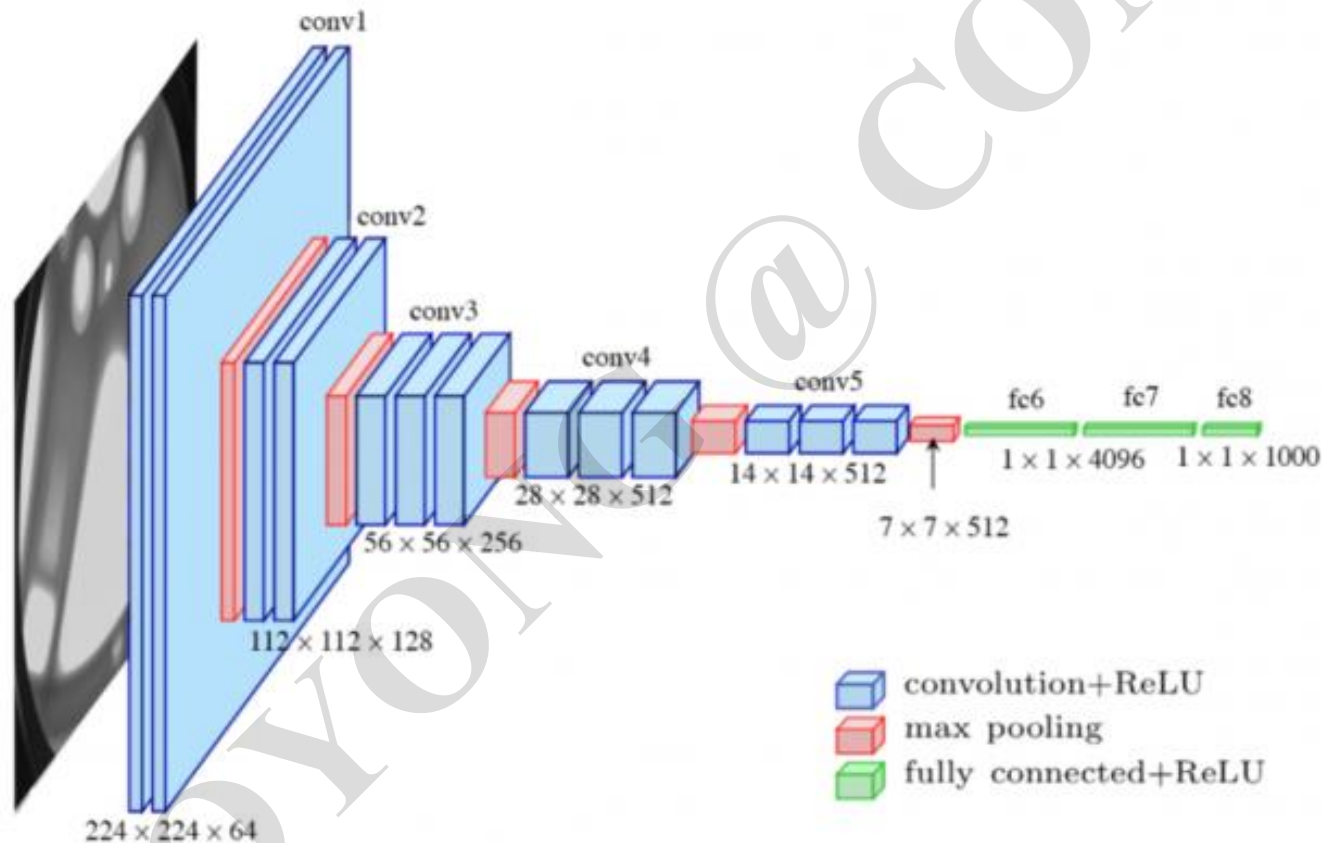 conv1
conv2
conv3
conv4
conv5
fc6
fc7
fc8
224 × 224 × 64
112 × 112 × 128
56 × 56 × 256
28 × 28 × 512
14 × 14 × 512
7 × 7 × 512
1 × 1 × 4096
1 × 1 × 1000
convolution+ReLU
max pooling
fully connected+ReLU
OYONG @ COM